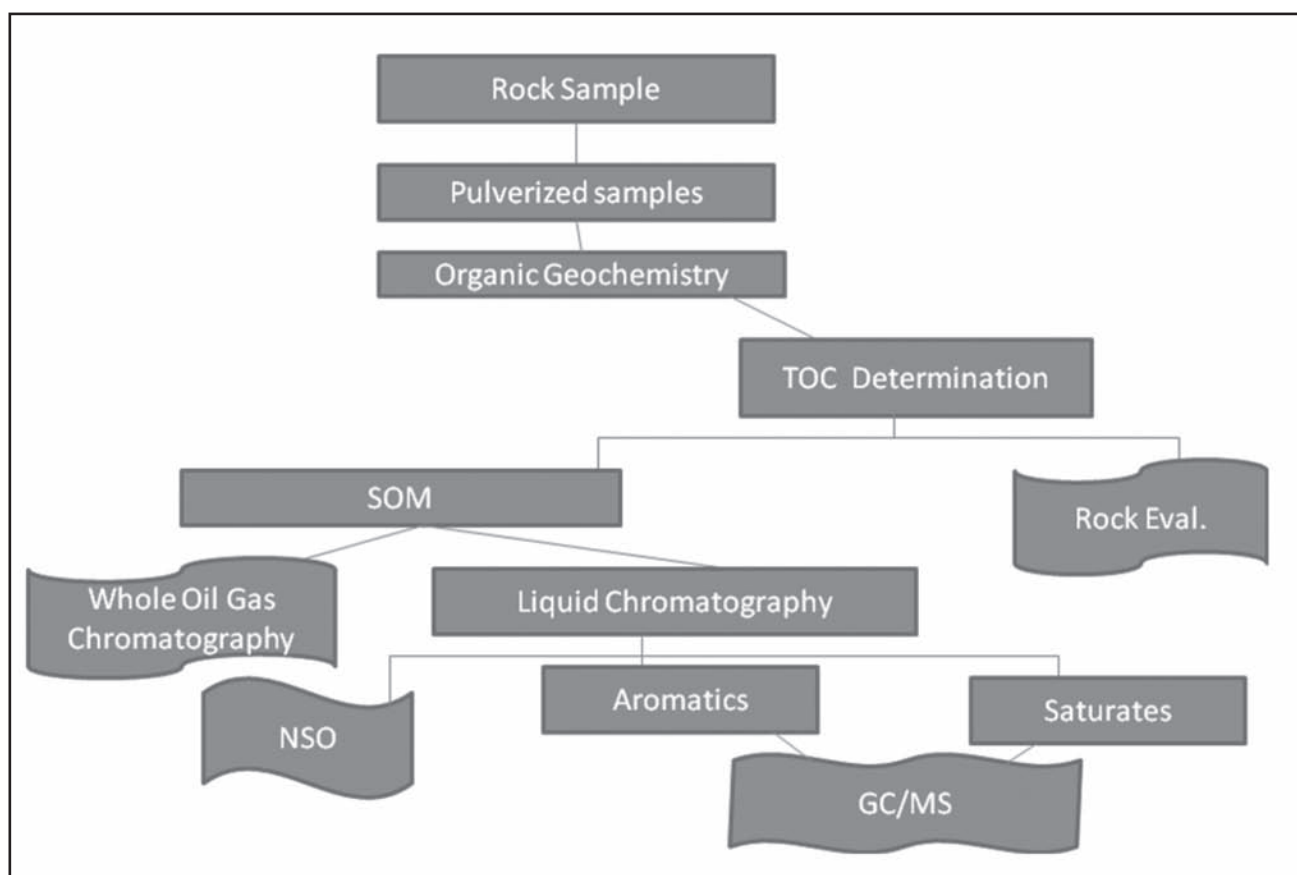 Rock Sample
Pulverized samples
Organic Geochemistry
TOC Determination
SOM
Rock Eval.
Whole Oil Gas
Chromatography
Liquid Chromatography
NSO
Aromatics
Saturates
GC/MS